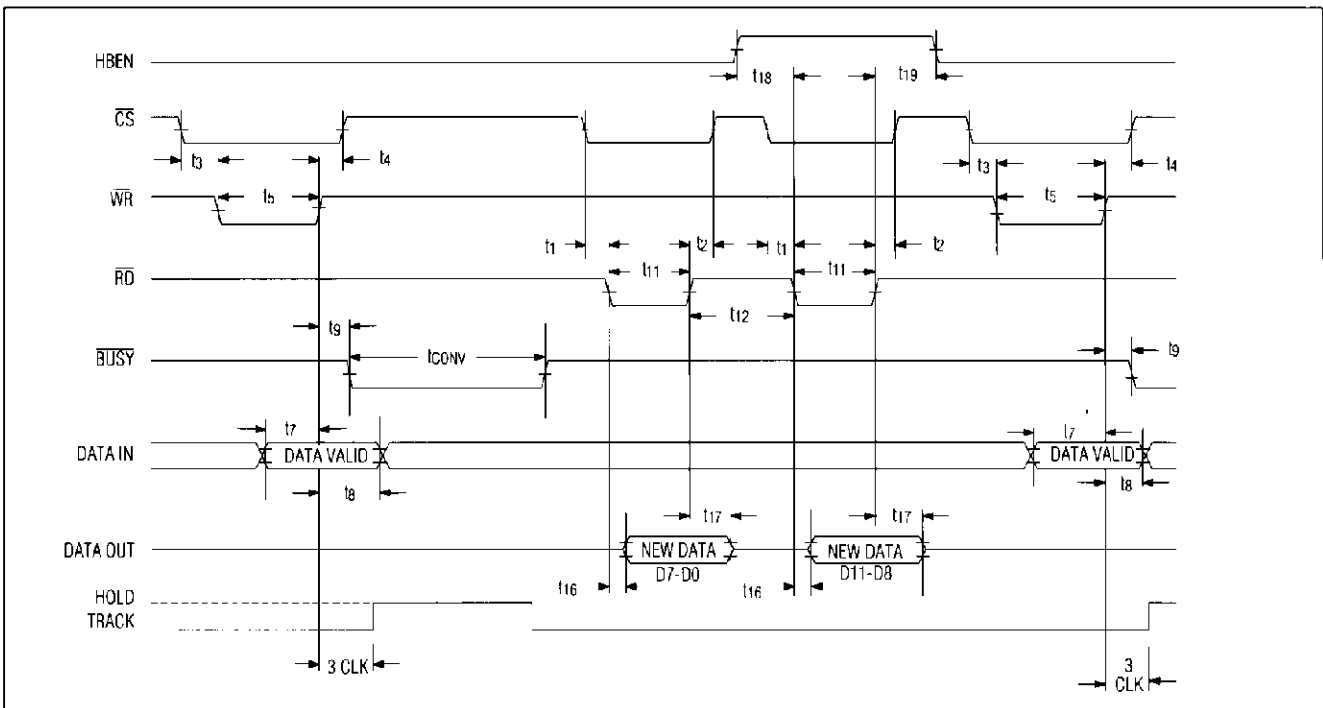 HBEN
t18 t19
CS
t3 t4 t3 t4
WR
t5 t5
t1 t2 t1 t2
RD
t11 t11
t12
t9 t9
BUSY
tCONV
t7 t7
DATA IN
DATA VALID DATA VALID
t8 t8
t17 t17
DATA OUT
NEW DATA NEW DATA
D7-D0 D11-D8
t16 t16
HOLD
TRACK
3 CLK 3
CLK